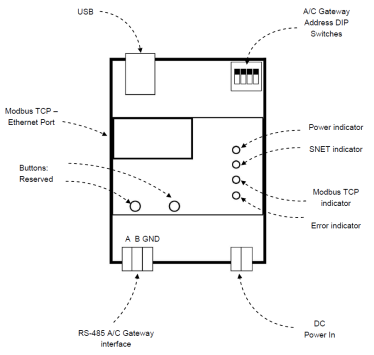 USB
A/C Gateway
Address DIP
Switches
Modbus TCP –
Ethernet Port
Power indicator
SNET indicator
Buttons:
Reserved
Modbus TCP
indicator
Error indicator
A B GND
RS-485 A/C Gateway
interface
DC
Power In